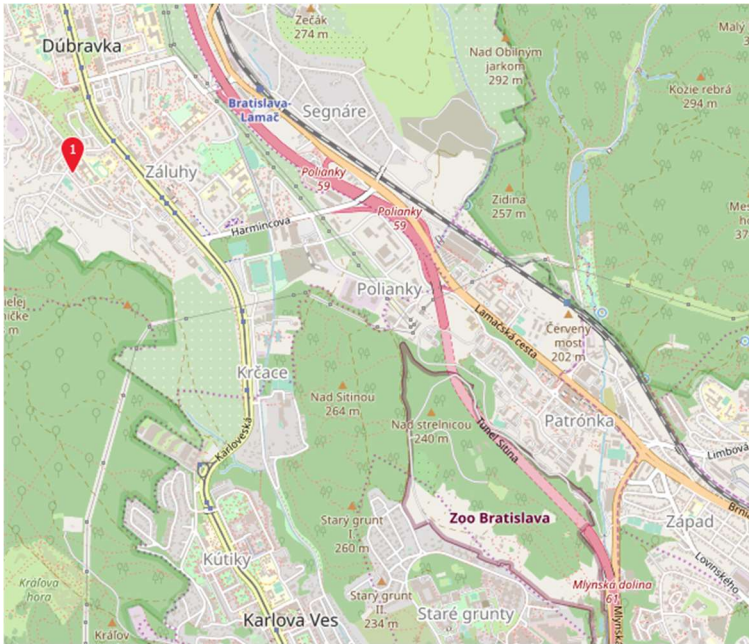 Dúbravka
Zečák
274 m
Nad Obilným
jarkom
292 m
Malý
Kozie rebrá
294 m
Bratislava-
Lamač
Segnáre
1
Záluhy
Polianky
59
Zidina
257 m
Polianky
59
Harmincova
Polianky
Lamačská cesta
Červený
most
202 m
m
Krčace
Nad Sitinou
264 m
Nad strelnicou
240 m
Patrónka
Karloveská
Tunel Sitina
Limbová
Starý grunt
I.
260 m
Zoo Bratislava
Západ
Lovinského
Kútiky
Kráľova
hora
Starý grunt
II.
234 m
Mlynská dolina
61
Karlova Ves
Staré grunty
Kráľov